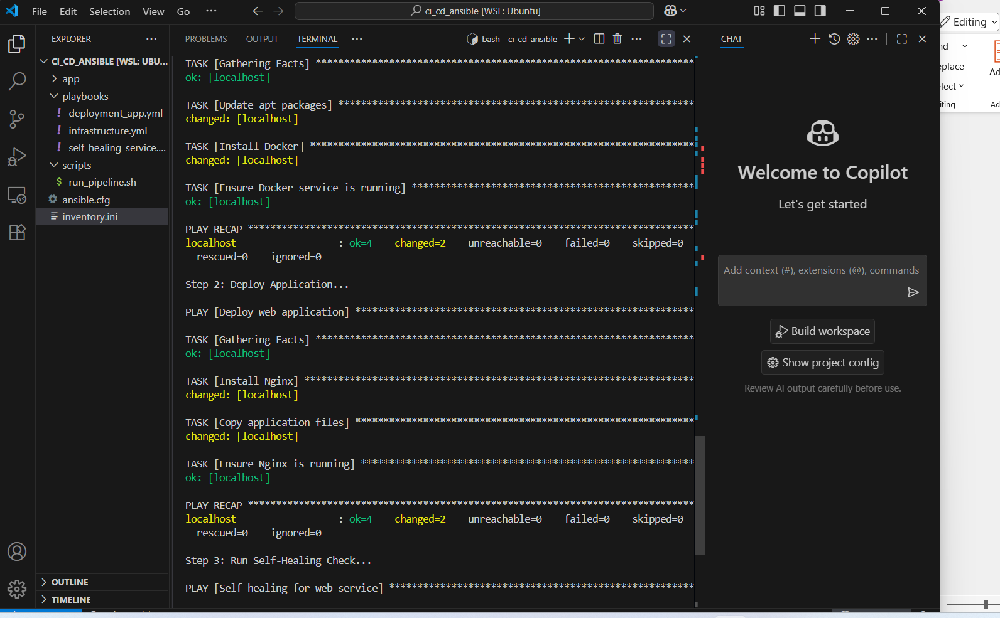 File Edit Selection View Go ... ci_cd_ansible [WSL: Ubuntu]
Editing
EXPLORER
PROBLEMS OUTPUT TERMINAL
bash - ci_cd_ansible
CHAT
CI_CD_ANSIBLE [WSL: UBU...
app
playbooks
deployment_app.yml
infrastructure.yml
self_healing_service....
scripts
run_pipeline.sh
ansible.cfg
inventory.ini
OUTLINE
TIMELINE
TASK [Gathering Facts] *******************************************************************
ok: [localhost]
TASK [Update apt packages] ***************************************************************
changed: [localhost]
TASK [Install Docker] ********************************************************************
changed: [localhost]
TASK [Ensure Docker service is running] **************************************************
ok: [localhost]
PLAY RECAP *******************************************************************************
localhost : ok=4 changed=2 unreachable=0 failed=0 skipped=0
rescued=0 ignored=0
Step 2: Deploy Application...
PLAY [Deploy web application] ************************************************************
TASK [Gathering Facts] *******************************************************************
ok: [localhost]
TASK [Install Nginx] *********************************************************************
changed: [localhost]
TASK [Copy application files] ************************************************************
changed: [localhost]
TASK [Ensure Nginx is running] ***********************************************************
ok: [localhost]
PLAY RECAP *******************************************************************************
localhost : ok=4 changed=2 unreachable=0 failed=0 skipped=0
rescued=0 ignored=0
Step 3: Run Self-Healing Check...
PLAY [Self-healing for web service] ******************************************************
Welcome to Copilot
Let's get started
Add context (#), extensions (@), commands
Build workspace
Show project config
Review AI output carefully before use.
nd
eplace
elect
iting
Ad
Ad